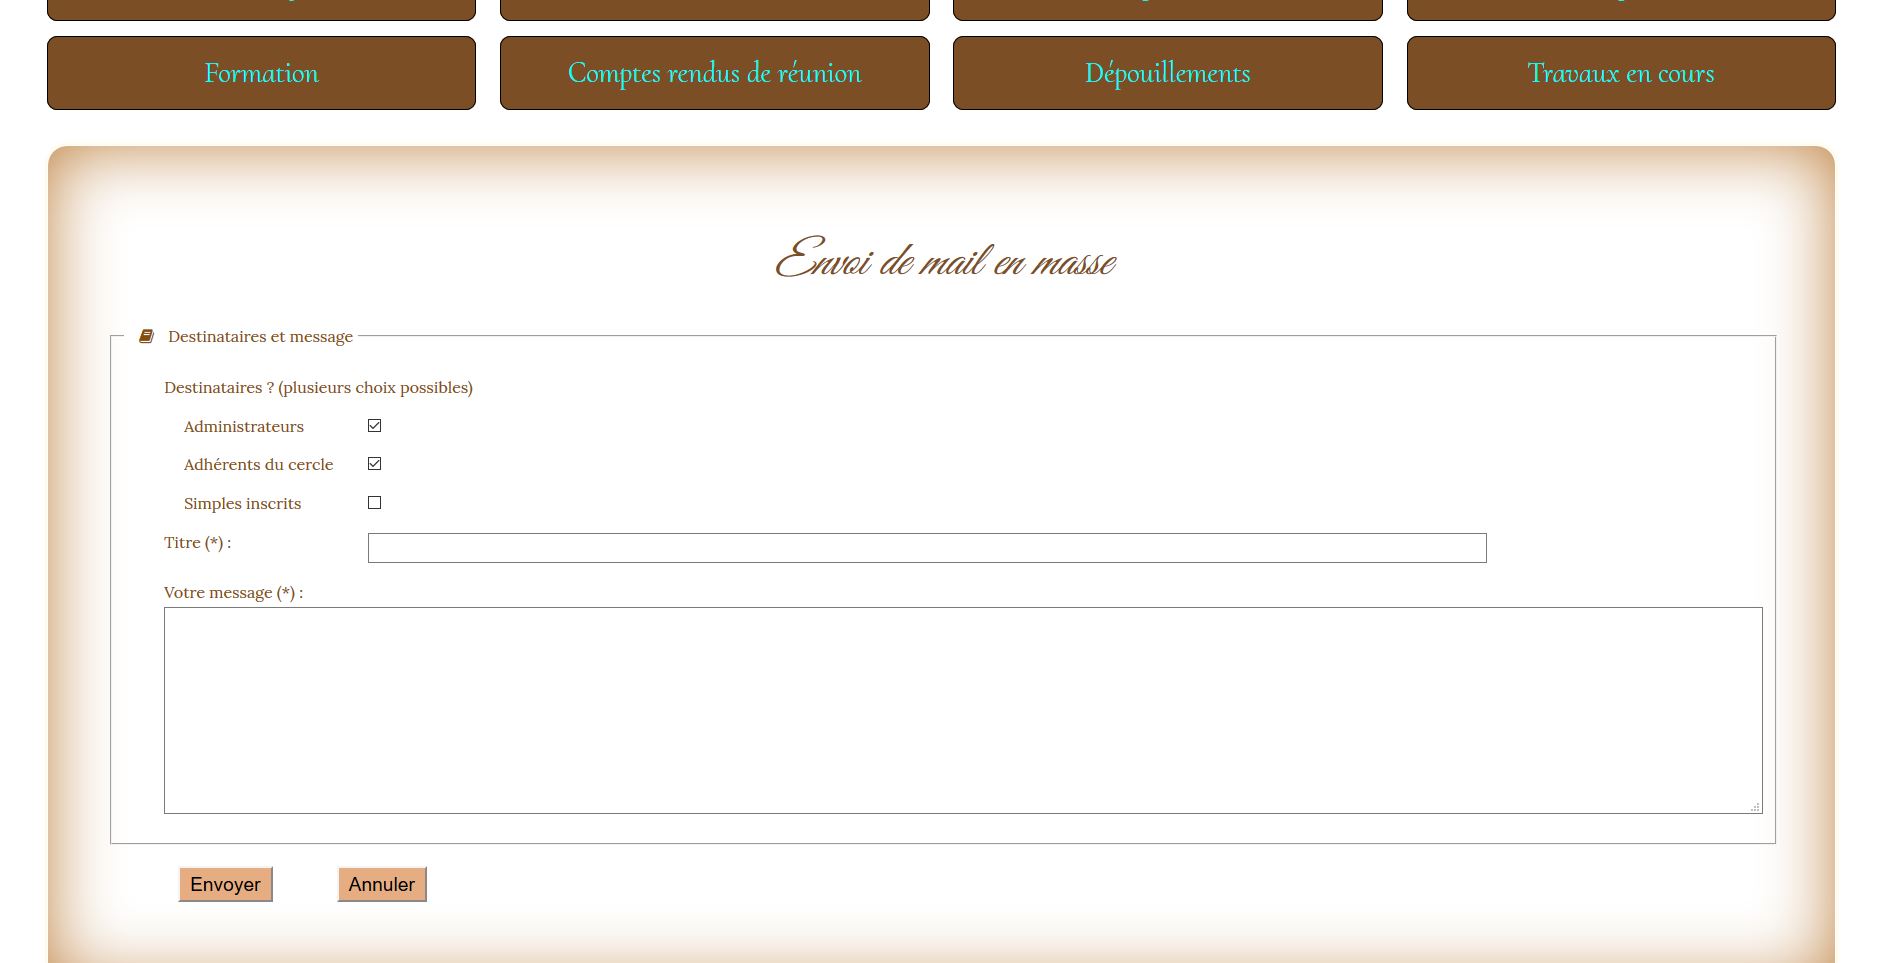 Formation Comptes rendus de réunion Dépouillements Travaux en cours
Envoi de mail en masse
Destinataires et message
Destinataires ? (plusieurs choix possibles)
Administrateurs
Adhérents du cercle
Simples inscrits
Titre (*) :
Votre message (*) :
Envoyer Annuler